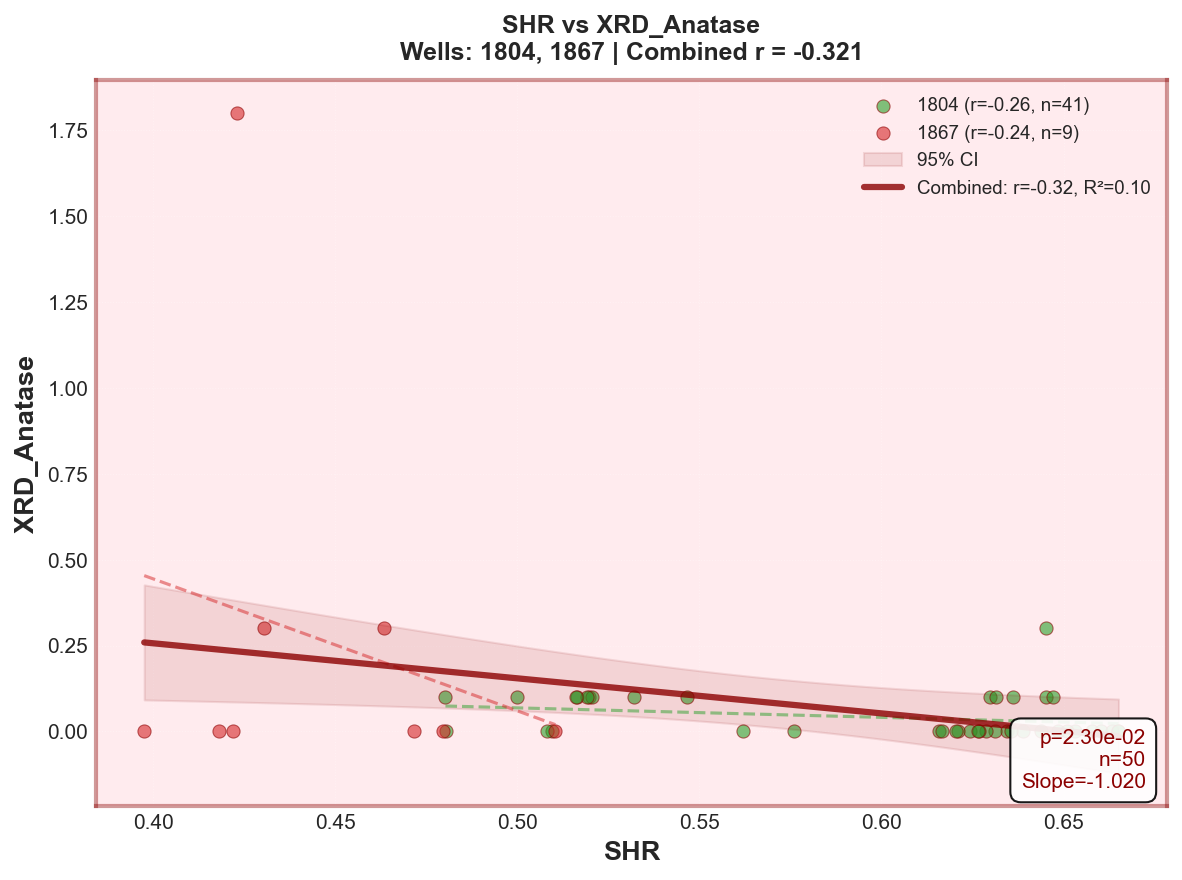 SHR vs XRD_Anatase
Wells: 1804, 1867 | Combined r = -0.321
1804 (r=-0.26, n=41)
1867 (r=-0.24, n=9)
95% CI
Combined: r=-0.32, R²=0.10
XRD_Anatase
1.75
1.50
1.25
1.00
0.75
0.50
0.25
0.00
p=2.30e-02
n=50
Slope=-1.020
0.40
0.45
0.50
0.55
0.60
0.65
SHR